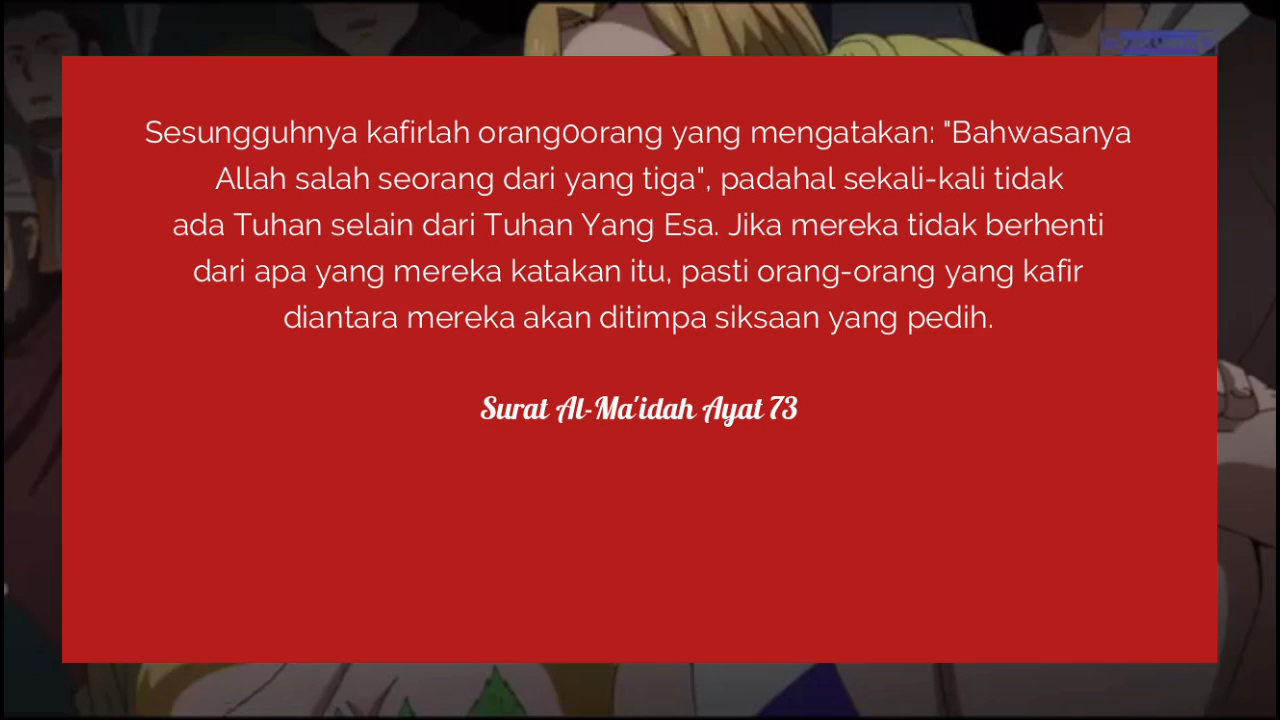 Sesungguhnya kafirlah orang0orang yang mengatakan: "Bahwasanya
Allah salah seorang dari yang tiga", padahal sekali-kali tidak
ada Tuhan selain dari Tuhan Yang Esa. Jika mereka tidak berhenti
dari apa yang mereka katakan itu, pasti orang-orang yang kafir
diantara mereka akan ditimpa siksaan yang pedih.
Surat Al-Ma'idah Ayat 73